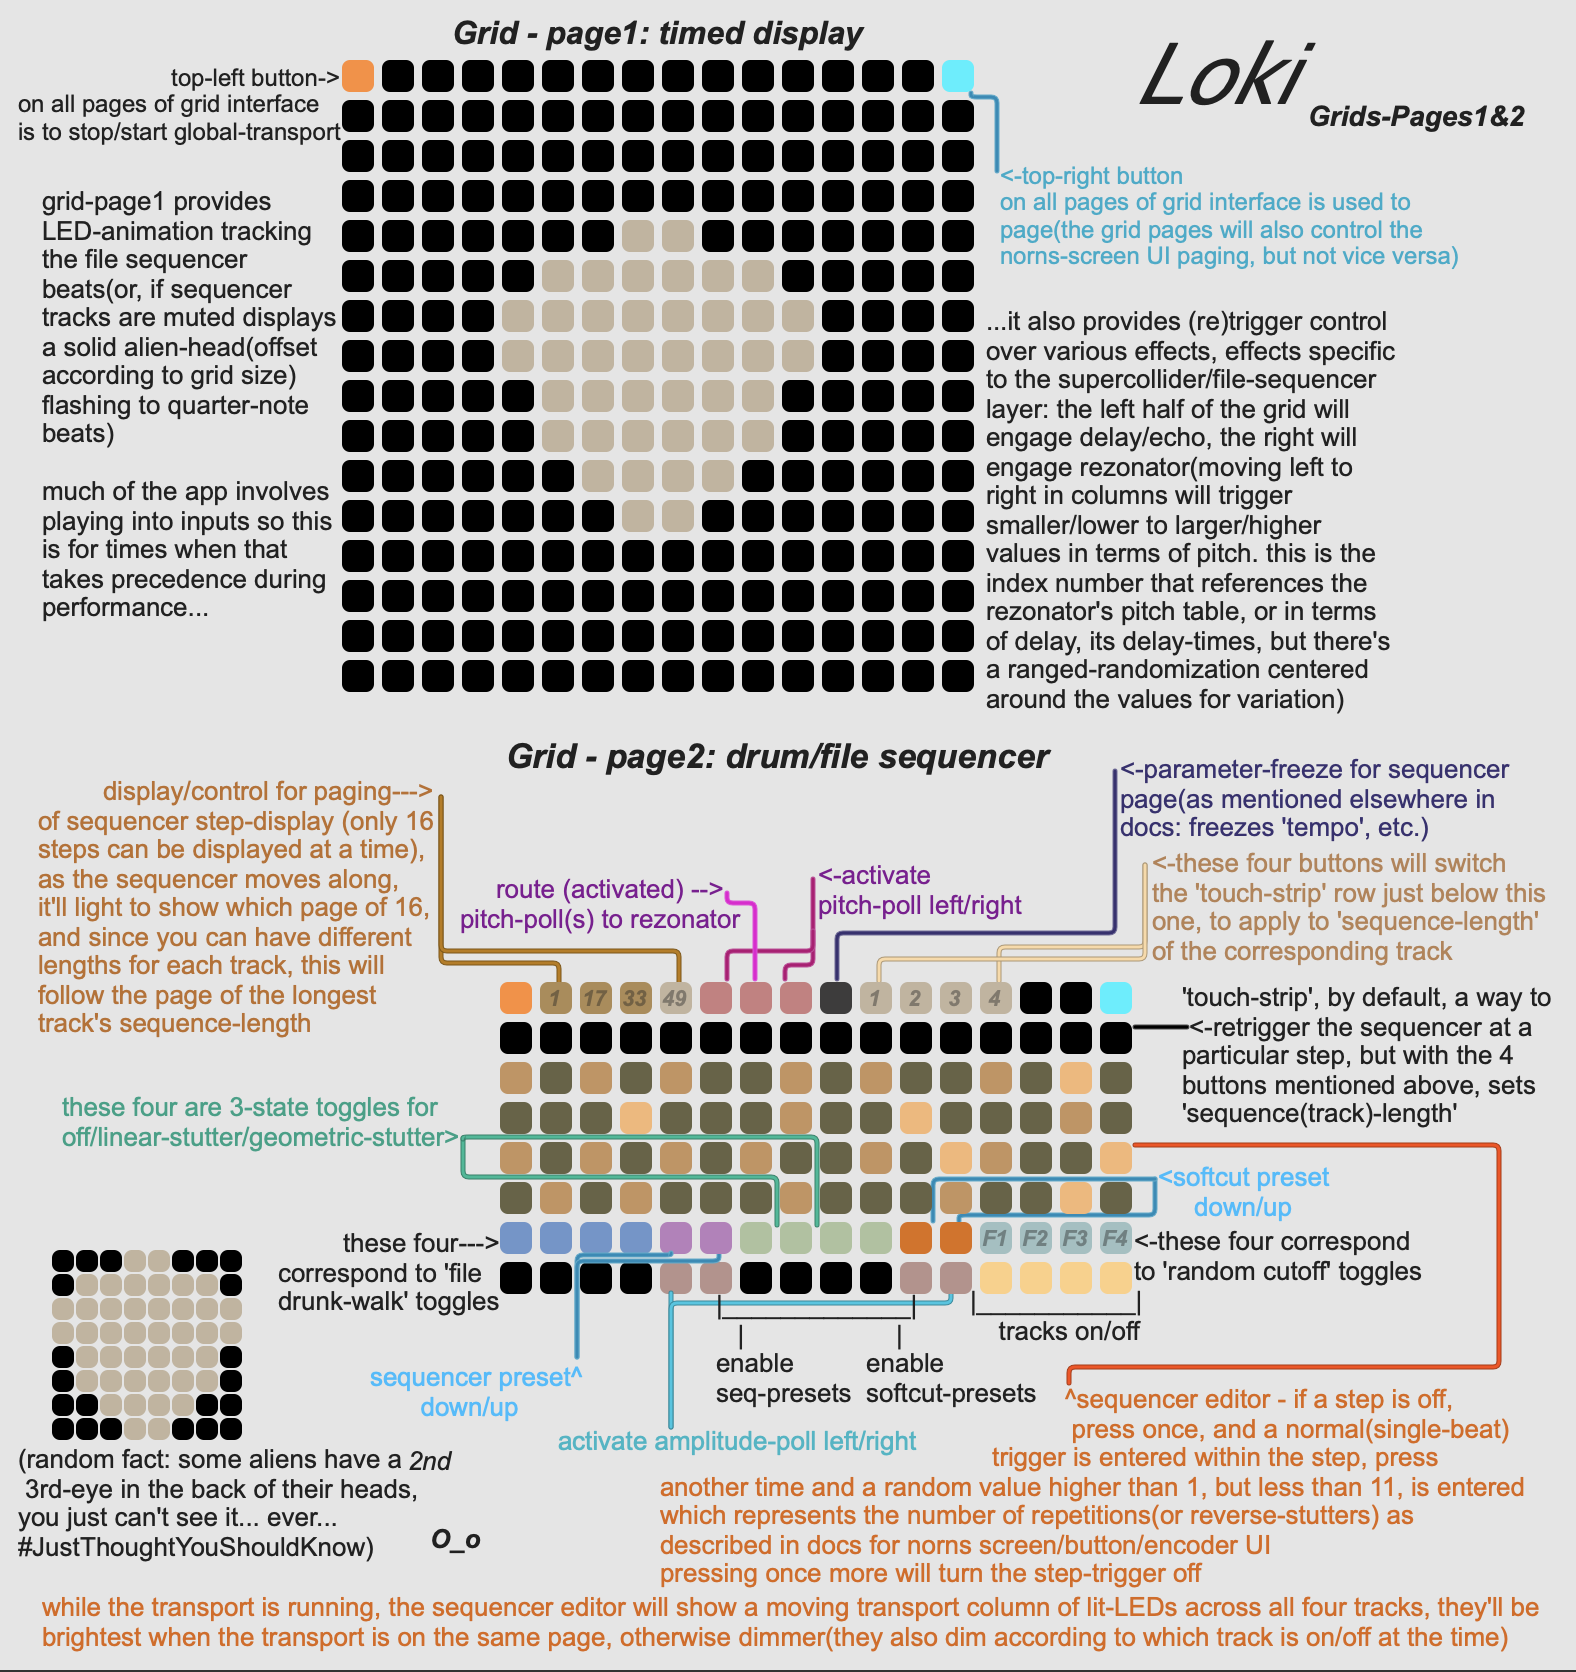 Grid - page1: timed display
Loki
Grids-Pages1&2
top-left button->
on all pages of grid interface
is to stop/start global-transport
<-top-right button
on all pages of grid interface is used to
page(the grid pages will also control the
norns-screen UI paging, but not vice versa)
grid-page1 provides
LED-animation tracking
the file sequencer
beats(or, if sequencer
tracks are muted displays
a solid alien-head(offset
according to grid size)
flashing to quarter-note
beats)
much of the app involves
playing into inputs so this
is for times when that
takes precedence during
performance...
...it also provides (re)trigger control
over various effects, effects specific
to the supercollider/file-sequencer
layer: the left half of the grid will
engage delay/echo, the right will
engage rezonator(moving left to
right in columns will trigger
smaller/lower to larger/higher
values in terms of pitch. this is the
index number that references the
rezonator's pitch table, or in terms
of delay, its delay-times, but there's
a ranged-randomization centered
around the values for variation)
Grid - page2: drum/file sequencer
display/control for paging--->
of sequencer step-display (only 16
steps can be displayed at a time),
as the sequencer moves along,
it'll light to show which page of 16,
and since you can have different
lengths for each track, this will
follow the page of the longest
track's sequence-length
route (activated) -->
pitch-poll(s) to rezonator
<-activate
pitch-poll left/right
<-parameter-freeze for sequencer
page(as mentioned elsewhere in
docs: freezes 'tempo', etc.)
<-these four buttons will switch
the 'touch-strip' row just below this
one, to apply to 'sequence-length'
of the corresponding track
1 17 33 49 1 2 3 4
'touch-strip', by default, a way to
<-retrigger the sequencer at a
particular step, but with the 4
buttons mentioned above, sets
'sequence(track)-length'
these four are 3-state toggles for
off/linear-stutter/geometric-stutter>
<softcut preset
down/up
F1 F2 F3 F4
these four--->
correspond to 'file
drunk-walk' toggles
<-these four correspond
to 'random cutoff' toggles
tracks on/off
enable
seq-presets
enable
softcut-presets
sequencer preset^
down/up
activate amplitude-poll left/right
^sequencer editor - if a step is off,
press once, and a normal(single-beat)
trigger is entered within the step, press
another time and a random value higher than 1, but less than 11, is entered
which represents the number of repetitions(or reverse-stutters) as
described in docs for norns screen/button/encoder UI
pressing once more will turn the step-trigger off
(random fact: some aliens have a 2nd
3rd-eye in the back of their heads,
you just can't see it... ever...
#JustThoughtYouShouldKnow)
O_o
while the transport is running, the sequencer editor will show a moving transport column of lit-LEDs across all four tracks, they'll be
brightest when the transport is on the same page, otherwise dimmer(they also dim according to which track is on/off at the time)